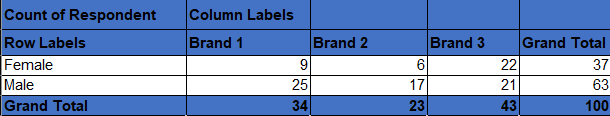 Count of Respondent Column Labels
Row Labels Brand 1 Brand 2 Brand 3 Grand Total
Female 9 6 22 37
Male 25 17 21 63
Grand Total 34 23 43 100